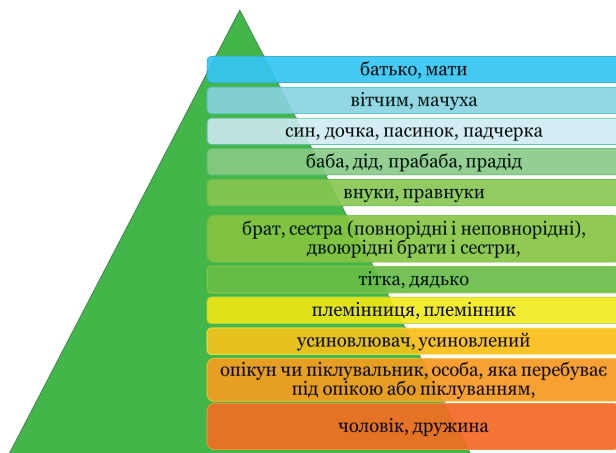 батько, мати
вітчим, мачуха
син, дочка, пасинок, падчерка
баба, дід, прабаба, прадід
внуки, правнуки
брат, сестра (повнорідні і неповнорідні),
двоюрідні брати і сестри,
тітка, дядько
племінниця, племінник
усиновлювач, усиновлений
опікун чи піклувальник, особа, яка перебуває
під опікою або піклуванням,
чоловік, дружина